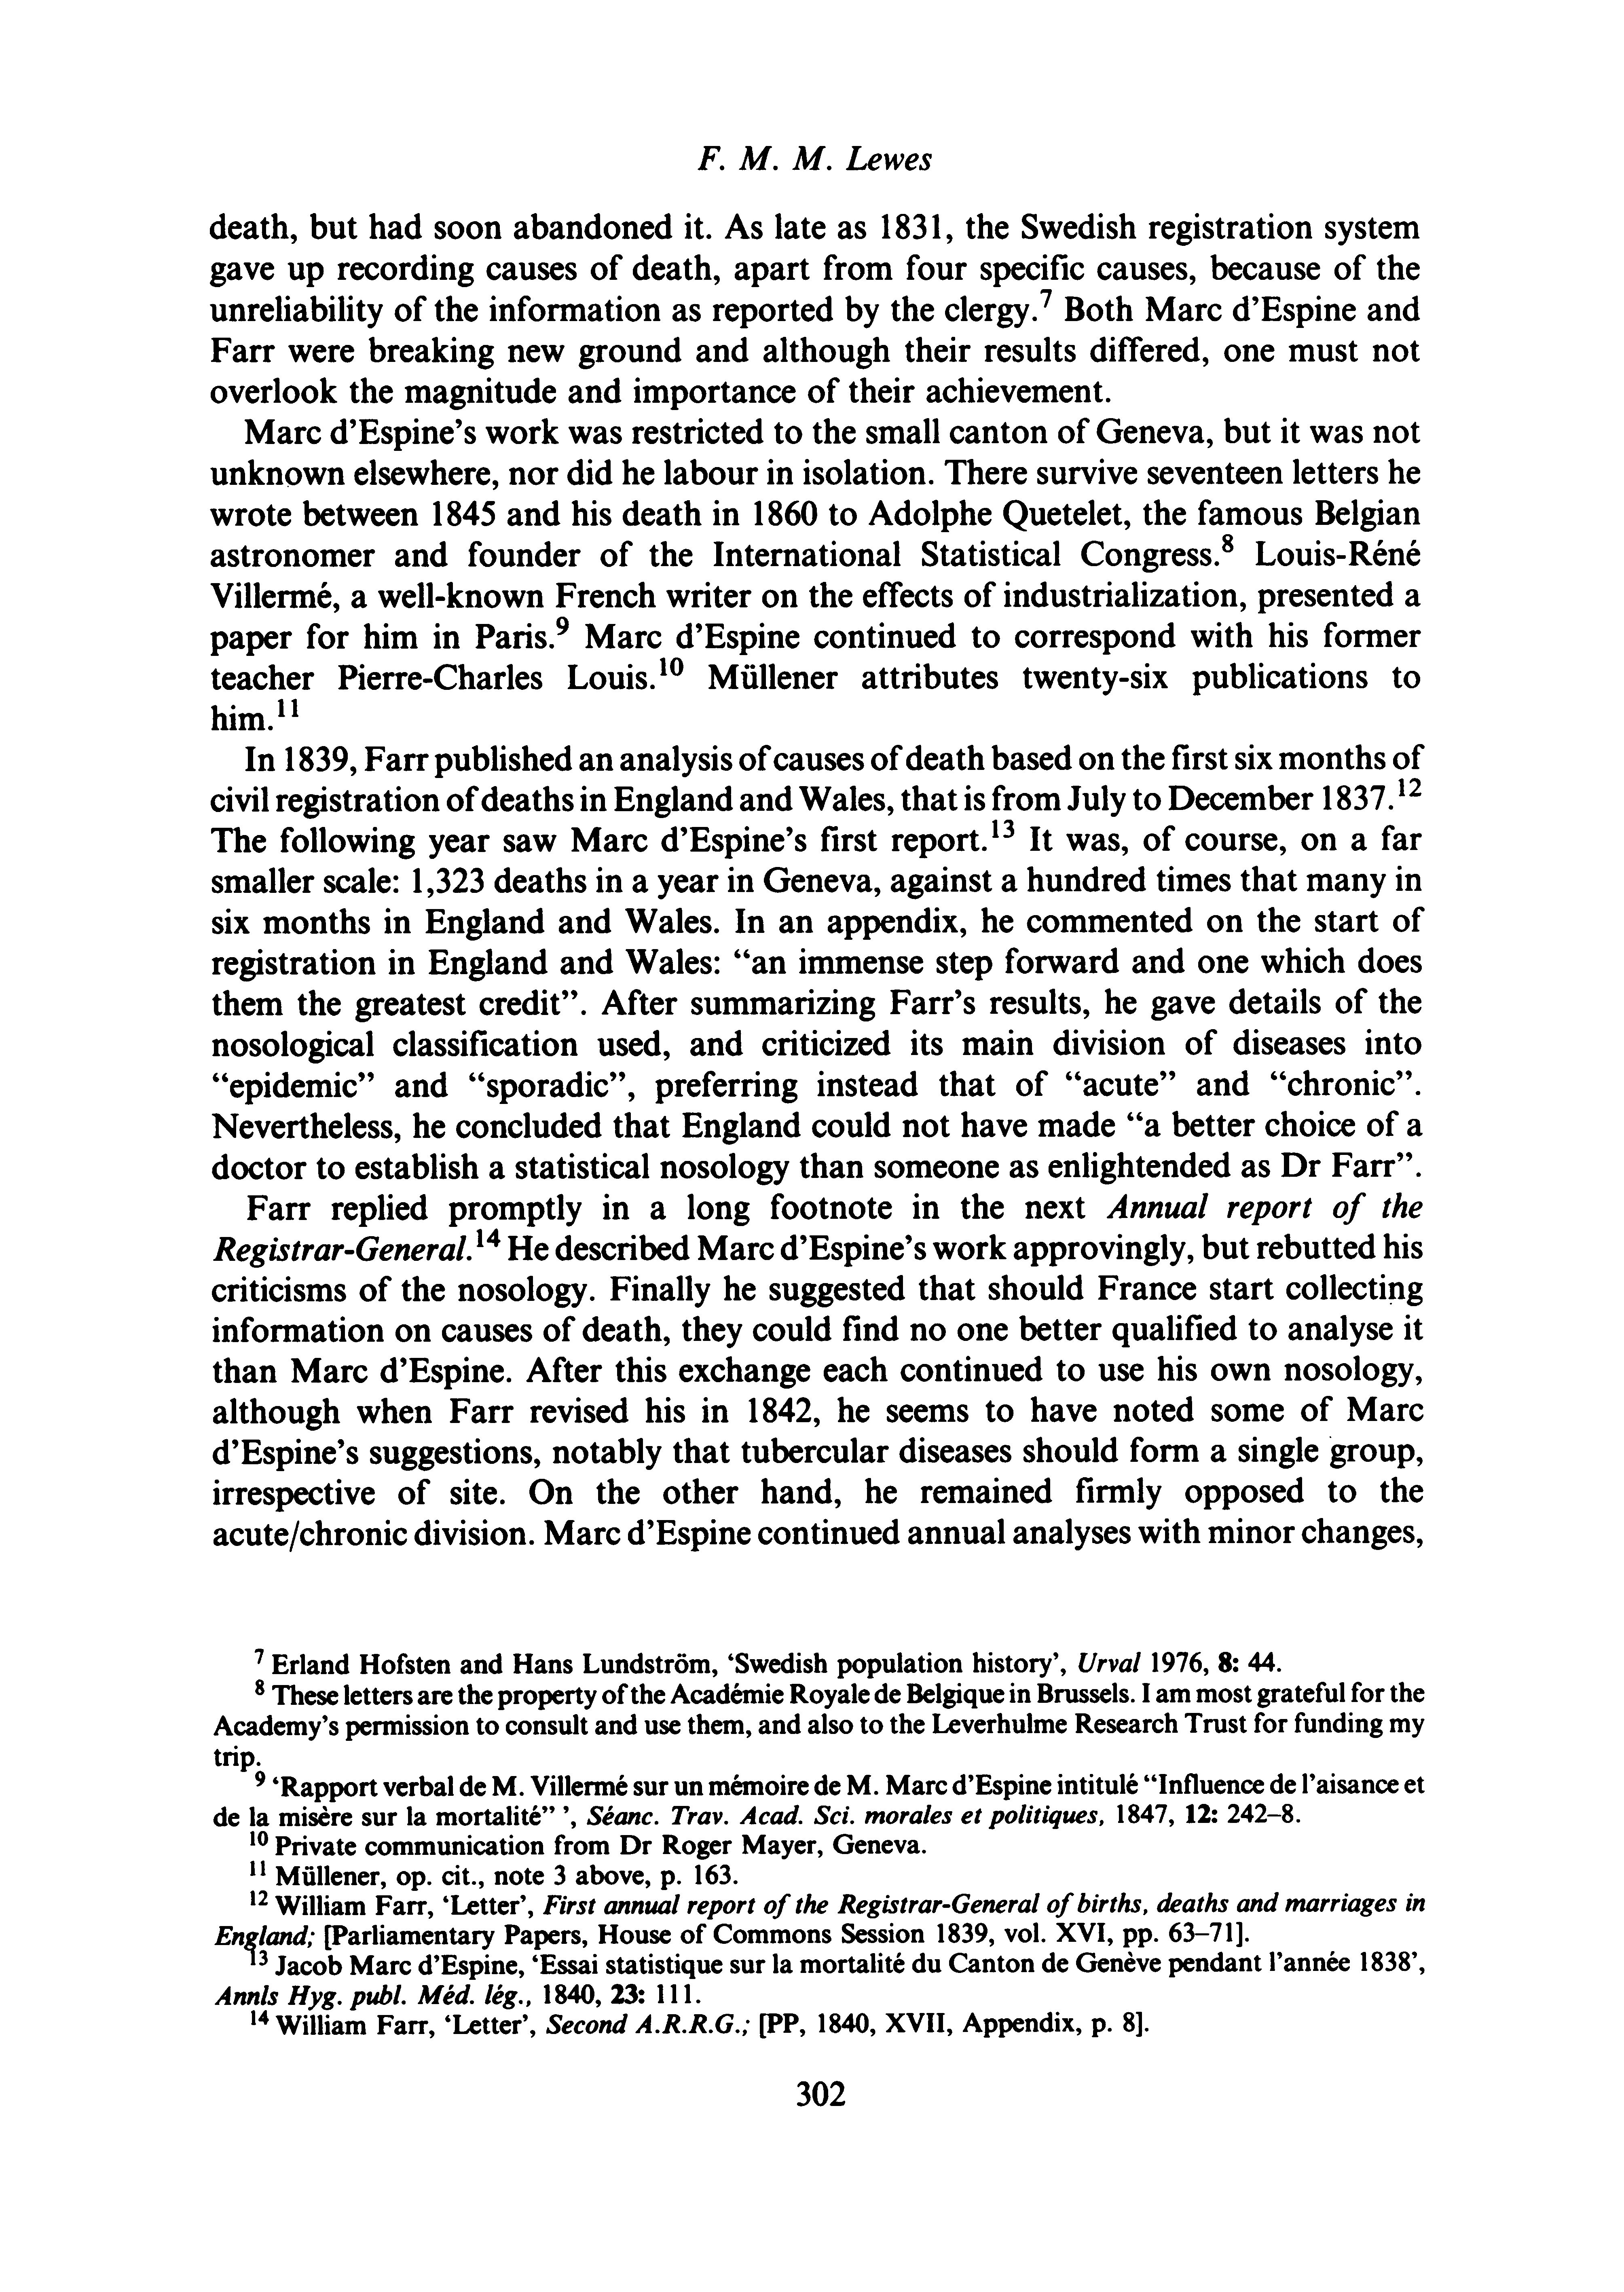 F. M. M. Lewes
death, but had soon abandoned it. As late as 1831, the Swedish registration system
gave up recording causes of death, apart from four specific causes, because of the
unreliability of the information as reported by the clergy.7 Both Marc d'Espine and
Farr were breaking new ground and although their results differed, one must not
overlook the magnitude and importance of their achievement.
Marc d'Espine's work was restricted to the small canton of Geneva, but it was not
unknown elsewhere, nor did he labour in isolation. There survive seventeen letters he
wrote between 1845 and his death in 1860 to Adolphe Quetelet, the famous Belgian
astronomer and founder of the International Statistical Congress.8 Louis-Réné
Villermé, a well-known French writer on the effects of industrialization, presented a
paper for him in Paris.9 Marc d'Espine continued to correspond with his former
teacher Pierre-Charles Louis.10 Müllener attributes twenty-six publications to
him.11
In 1839, Farr published an analysis of causes of death based on the first six months of
civil registration of deaths in England and Wales, that is from July to December 1837.12
The following year saw Marc d'Espine's first report.13 It was, of course, on a far
smaller scale: 1,323 deaths in a year in Geneva, against a hundred times that many in
six months in England and Wales. In an appendix, he commented on the start of
registration in England and Wales: "an immense step forward and one which does
them the greatest credit". After summarizing Farr's results, he gave details of the
nosological classification used, and criticized its main division of diseases into
"epidemic" and "sporadic", preferring instead that of "acute" and "chronic".
Nevertheless, he concluded that England could not have made "a better choice of a
doctor to establish a statistical nosology than someone as enlightended as Dr Farr".
Farr replied promptly in a long footnote in the next Annual report of the
Registrar-General.14 He described Marc d'Espine's work approvingly, but rebutted his
criticisms of the nosology. Finally he suggested that should France start collecting
information on causes of death, they could find no one better qualified to analyse it
than Marc d'Espine. After this exchange each continued to use his own nosology,
although when Farr revised his in 1842, he seems to have noted some of Marc
d'Espine's suggestions, notably that tubercular diseases should form a single group,
irrespective of site. On the other hand, he remained firmly opposed to the
acute/chronic division. Marc d'Espine continued annual analyses with minor changes,
7 Erland Hofsten and Hans Lundström, 'Swedish population history', Urval 1976, 8: 44.
8 These letters are the property of the Académie Royale de Belgique in Brussels. I am most grateful for the
Academy's permission to consult and use them, and also to the Leverhulme Research Trust for funding my
trip.
9 'Rapport verbal de M. Villermé sur un mémoire de M. Marc d'Espine intitulé "Influence de l'aisance et
de la misère sur la mortalité" ', Séanc. Trav. Acad. Sci. morales et politiques, 1847, 12: 242–8.
10 Private communication from Dr Roger Mayer, Geneva.
11 Müllener, op. cit., note 3 above, p. 163.
12 William Farr, 'Letter', First annual report of the Registrar-General of births, deaths and marriages in
England; [Parliamentary Papers, House of Commons Session 1839, vol. XVI, pp. 63–71].
13 Jacob Marc d'Espine, 'Essai statistique sur la mortalité du Canton de Genève pendant l'année 1838',
Annls Hyg. publ. Méd. lég., 1840, 23: 111.
14 William Farr, 'Letter', Second A.R.R.G.; [PP, 1840, XVII, Appendix, p. 8].
302